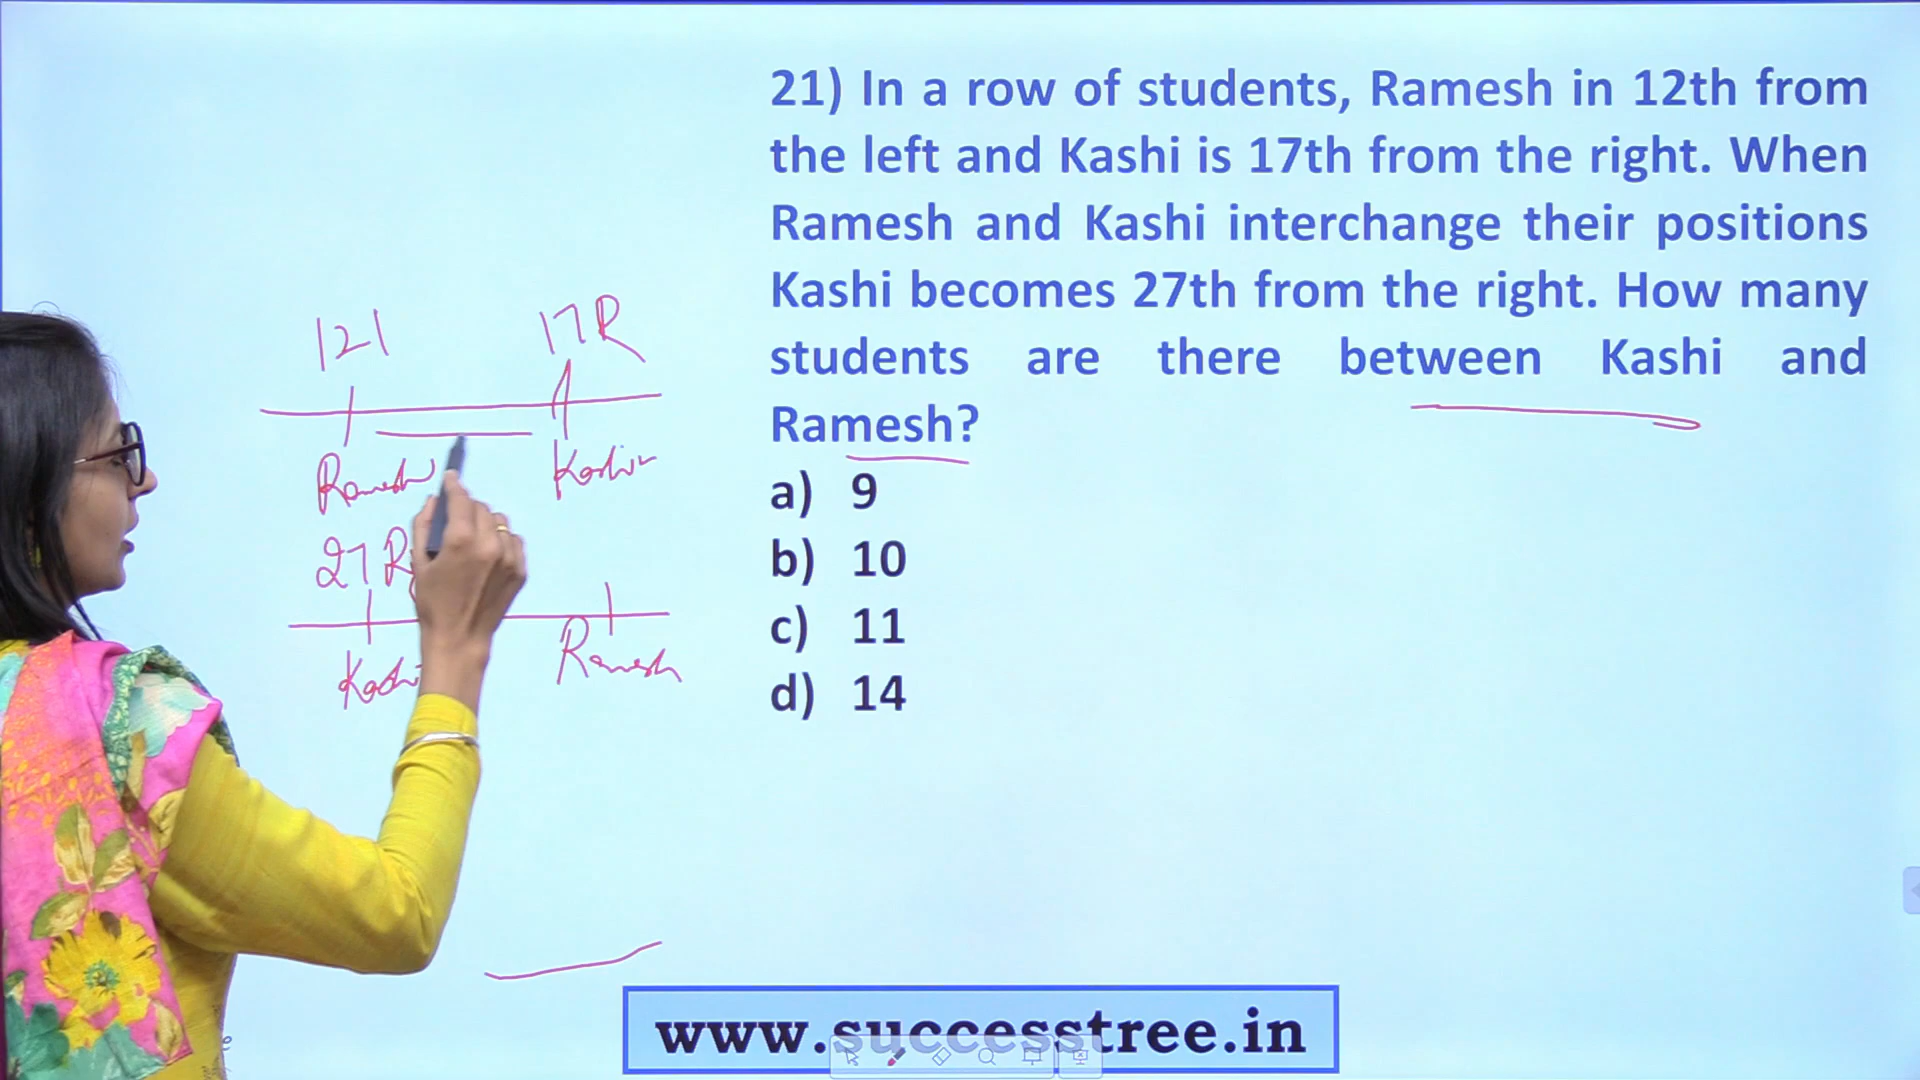 21) In a row of students, Ramesh in 12th from
the left and Kashi is 17th from the right. When
Ramesh and Kashi interchange their positions
Kashi becomes 27th from the right. How many
students are there between Kashi and
Ramesh?
a) 9
b) 10
c) 11
d) 14
12l 17R
Ramesh Kashi
27R
Kashi Ramesh
www.successtree.in